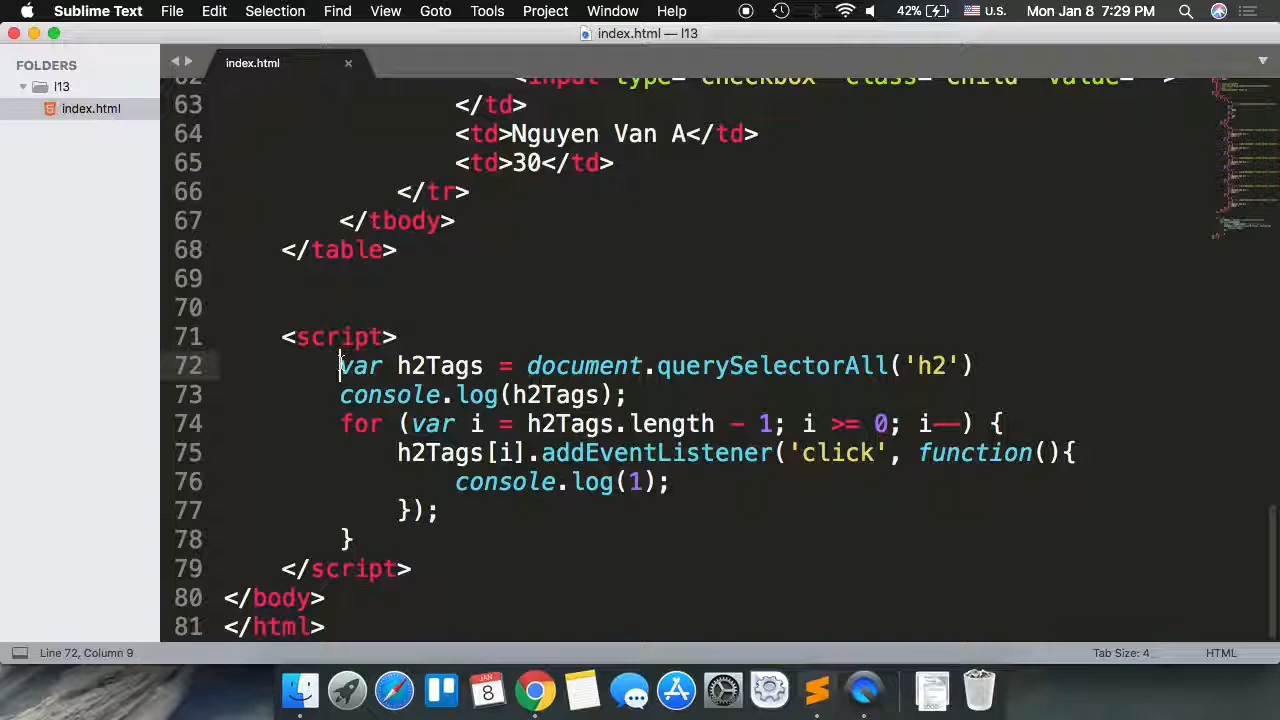 Sublime Text File Edit Selection Find View Goto Tools Project Window Help 42% U.S. Mon Jan 8 7:29 PM
index.html — l13
FOLDERS
l13
index.html
index.html
62 <input type="checkbox" class="child" value="">
63 </td>
64 <td>Nguyen Van A</td>
65 <td>30</td>
66 </tr>
67 </tbody>
68 </table>
69
70
71 <script>
72 var h2Tags = document.querySelectorAll('h2')
73 console.log(h2Tags);
74 for (var i = h2Tags.length - 1; i >= 0; i--) {
75 h2Tags[i].addEventListener('click', function(){
76 console.log(1);
77 });
78 }
79 </script>
80 </body>
81 </html>
Line 72, Column 9 Tab Size: 4 HTML
JAN
8